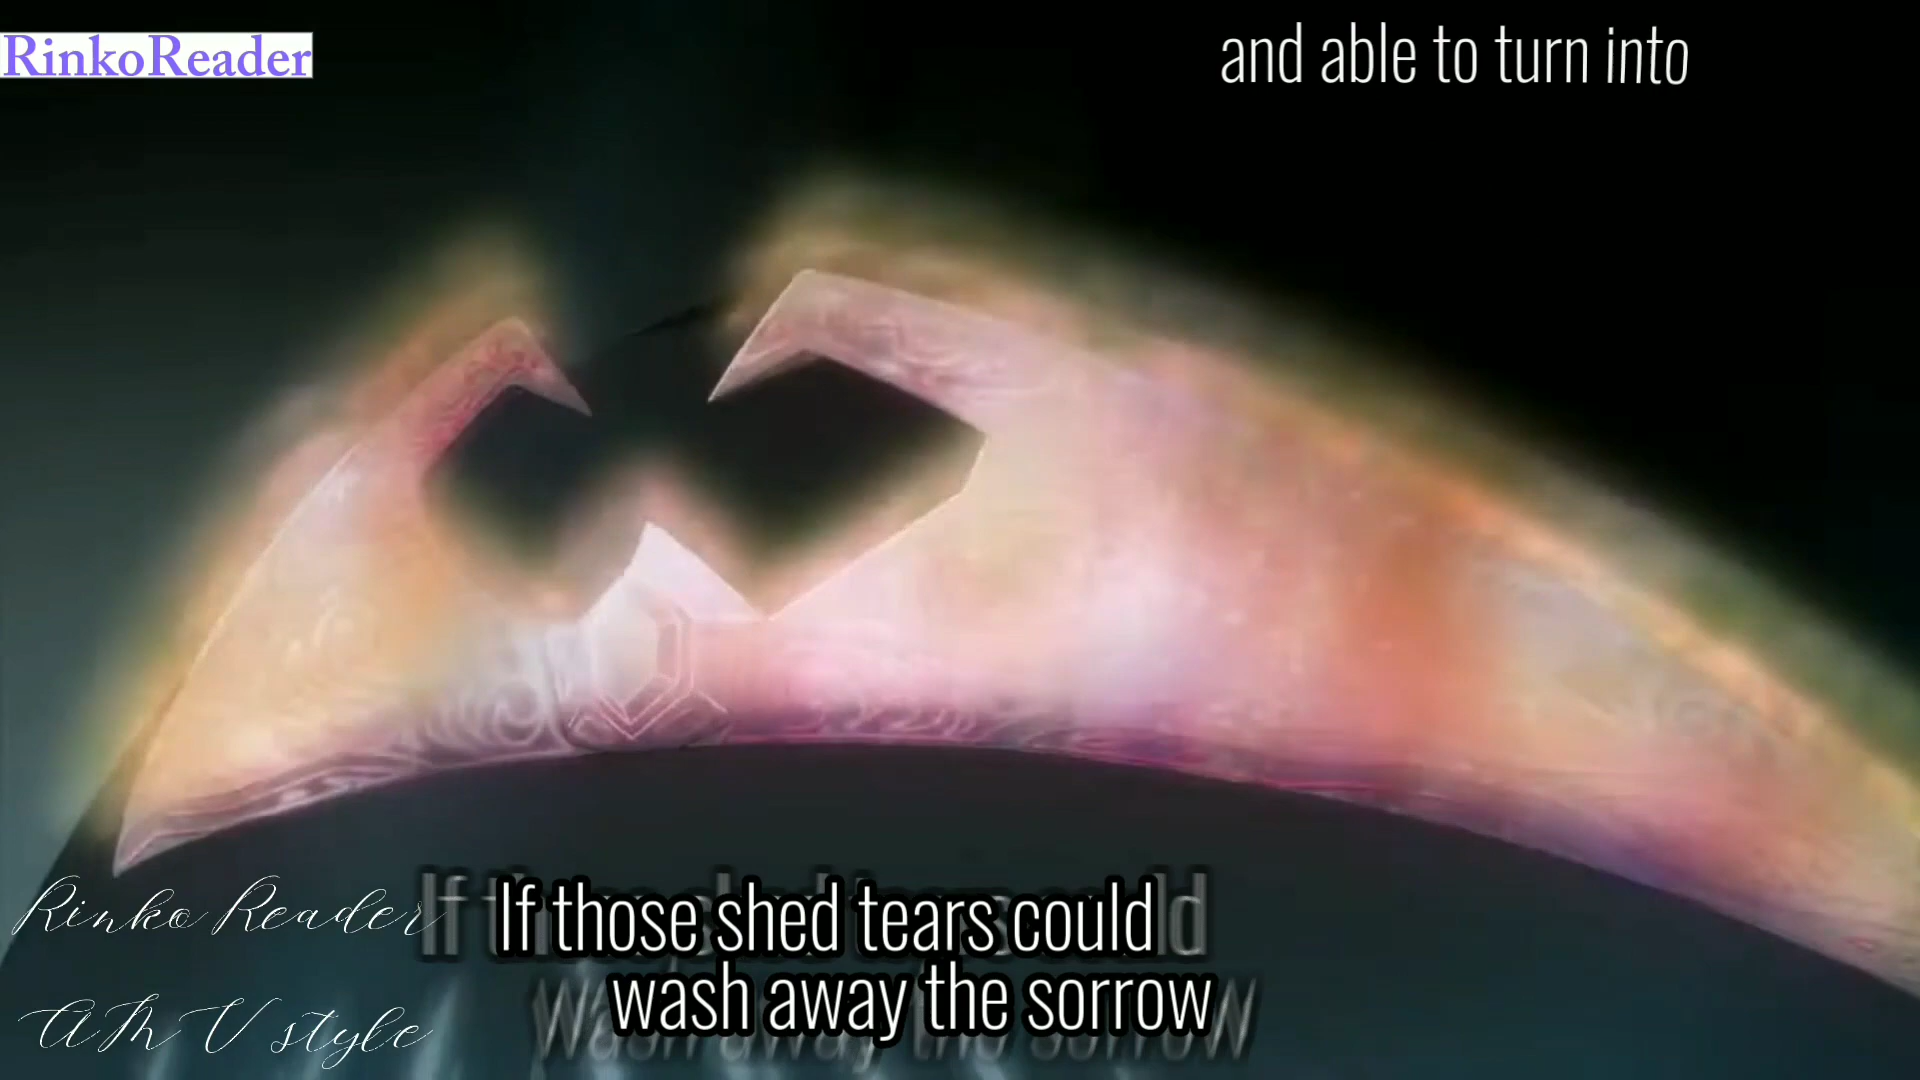 RinkoReader
and able to turn into
If those shed tears could
wash away the sorrow
Rinko Reader
AMV style